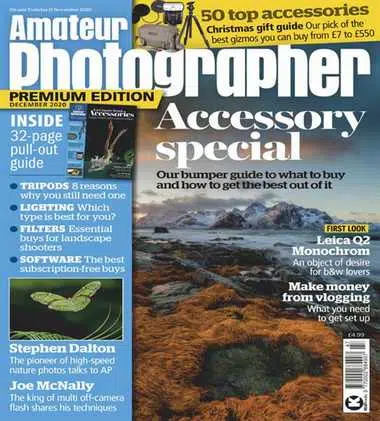 50 top accessories
Christmas gift guide Our pick of the
best gizmos you can buy from £7 to £550
Amateur
Photographer
PREMIUM EDITION
DECEMBER 2020
Accessory
special
Our bumper guide to what to buy
and how to get the best out of it
INSIDE
32-page
pull-out
guide
Accessories
• TRIPODS 8 reasons
why you still need one
• LIGHTING Which
type is best for you?
• FILTERS Essential
buys for landscape
shooters
• SOFTWARE The best
subscription-free buys
Stephen Dalton
The pioneer of high-speed
nature photos talks to AP
Joe McNally
The king of multi off-camera
flash shares his techniques
FIRST LOOK
Leica Q2
Monochrom
An object of desire
for b&w lovers
Make money
from vlogging
What you need
to get set up
£4.99